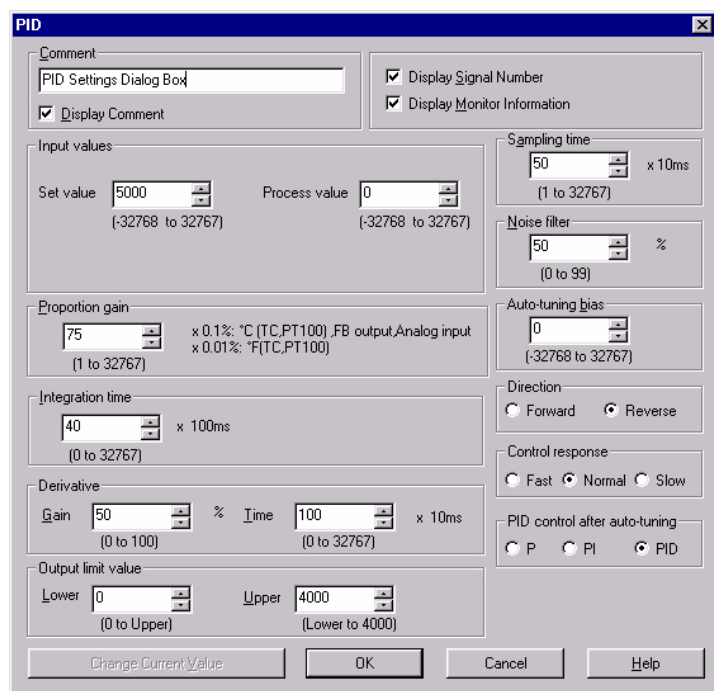 PID
Comment
PID Settings Dialog Box
Display Comment
Display Signal Number
Display Monitor Information
Input values
Set value 5000 Process value 0
(-32768 to 32767) (-32768 to 32767)
Sampling time
50 x 10ms
(1 to 32767)
Noise filter
50 %
(0 to 99)
Proportion gain
75 x 0.1%: °C (TC,PT100) ,FB output,Analog input
x 0.01%: °F(TC,PT100)
(1 to 32767)
Auto-tuning bias
0
(-32768 to 32767)
Integration time
40 x 100ms
(0 to 32767)
Direction
Forward Reverse
Control response
Fast Normal Slow
Derivative
Gain 50 % Time 100 x 10ms
(0 to 100) (0 to 32767)
PID control after auto-tuning
P PI PID
Output limit value
Lower 0 Upper 4000
(0 to Upper) (Lower to 4000)
Change Current Value OK Cancel Help